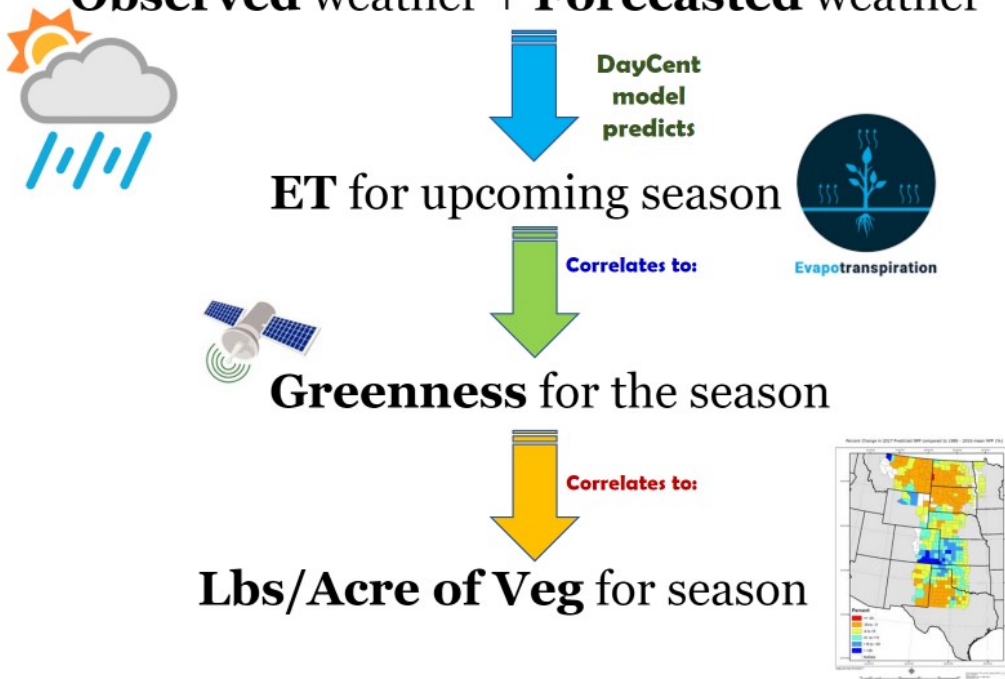 Observed weather + Forecasted weather
DayCent
model
predicts
ET for upcoming season
Evapotranspiration
Correlates to:
Greenness for the season
Correlates to:
Lbs/Acre of Veg for season
Percent